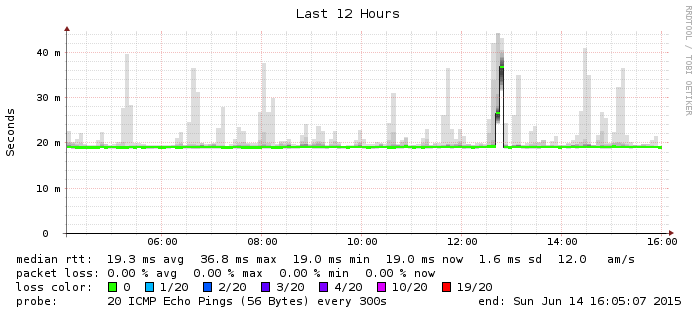 Last 12 Hours
RRDTOOL / TOBI OETIKER
Seconds
40 m
30 m
20 m
10 m
0
06:00 08:00 10:00 12:00 14:00 16:00
median rtt: 19.3 ms avg 36.8 ms max 19.0 ms min 19.0 ms now 1.6 ms sd 12.0 am/s
packet loss: 0.00 % avg 0.00 % max 0.00 % min 0.00 % now
loss color: 0 1/20 2/20 3/20 4/20 10/20 19/20
probe: 20 ICMP Echo Pings (56 Bytes) every 300s end: Sun Jun 14 16:05:07 2015